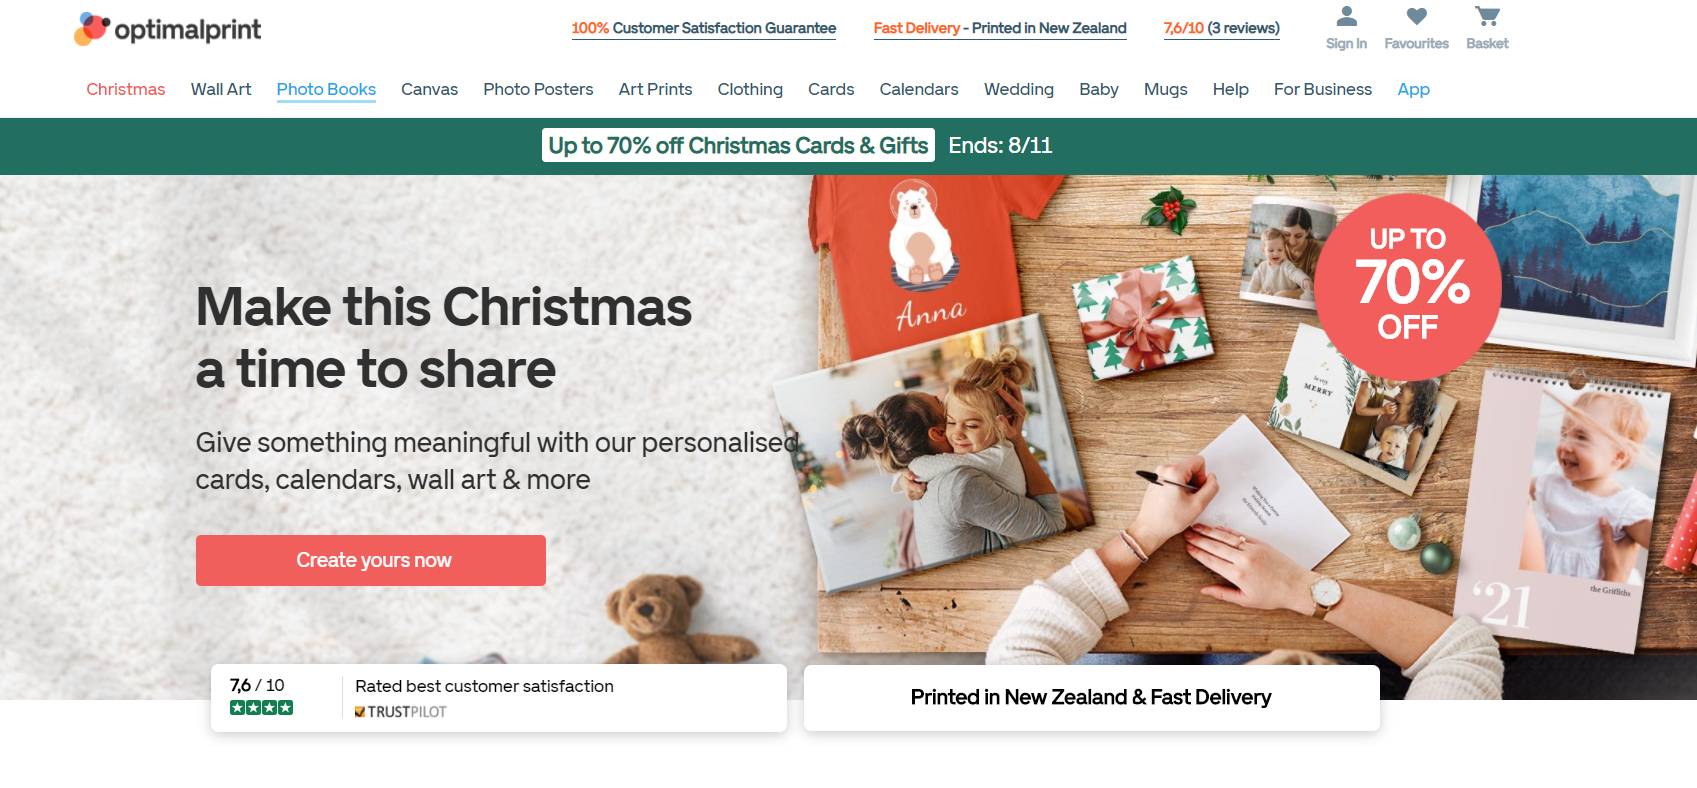 optimalprint
100% Customer Satisfaction Guarantee
Fast Delivery - Printed in New Zealand
7,6/10 (3 reviews)
Sign In
Favourites
Basket
Christmas
Wall Art
Photo Books
Canvas
Photo Posters
Art Prints
Clothing
Cards
Calendars
Wedding
Baby
Mugs
Help
For Business
App
Up to 70% off Christmas Cards & Gifts
Ends: 8/11
Make this Christmas
a time to share
Give something meaningful with our personalised
cards, calendars, wall art & more
Create yours now
Anna
UP TO
70%
OFF
be very
MERRY
'21
the Griffiths
7,6 / 10
Rated best customer satisfaction
TRUSTPILOT
Printed in New Zealand & Fast Delivery